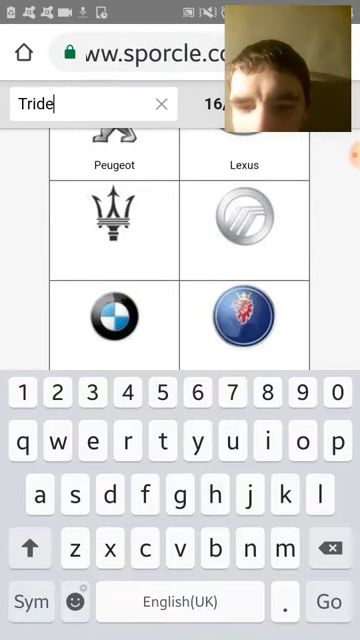 www.sporcle.co
Tride
16/
Peugeot
Lexus
1 2 3 4 5 6 7 8 9 0
q w e r t y u i o p
a s d f g h j k l
z x c v b n m
Sym English(UK) . Go